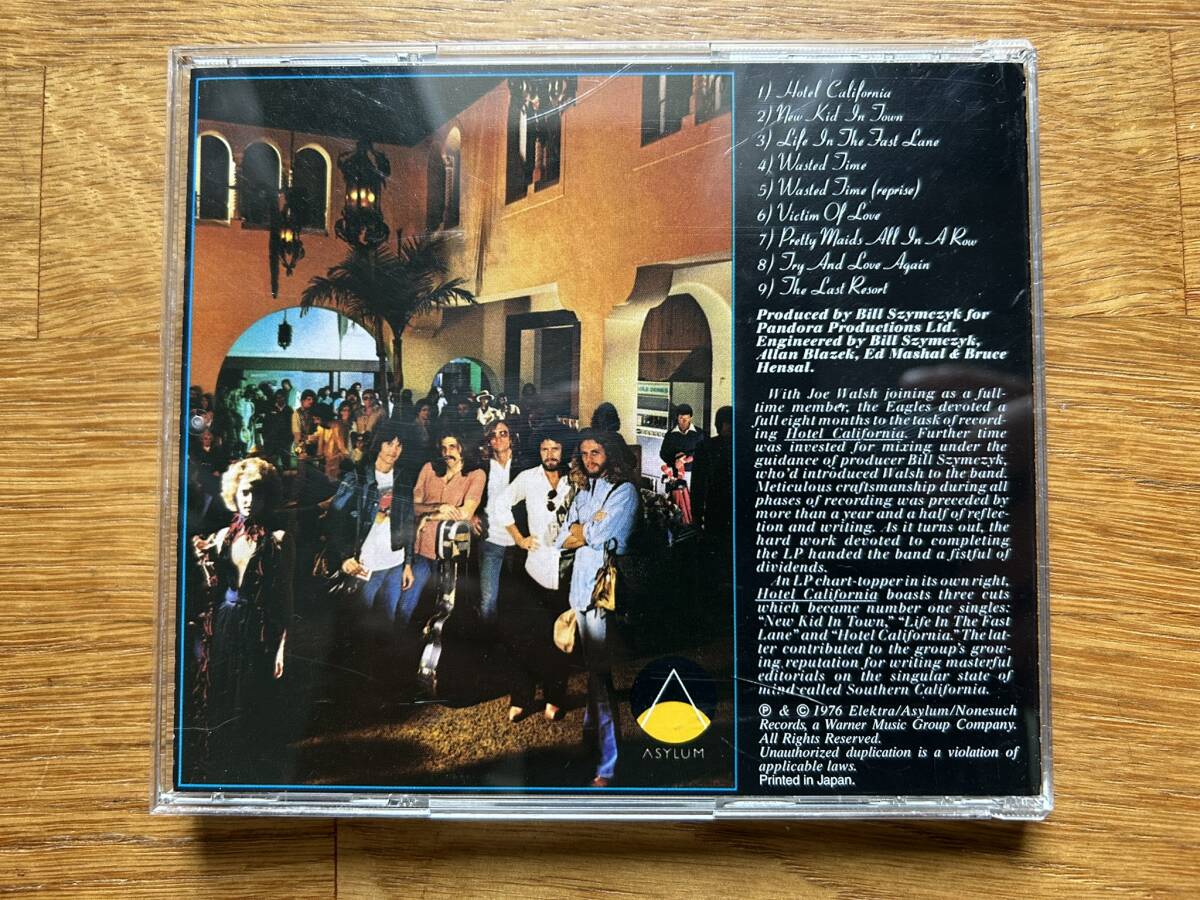 1) Hotel California
2) New Kid In Town
3) Life In The Fast Lane
4) Wasted Time
5) Wasted Time (reprise)
6) Victim Of Love
7) Pretty Maids All In A Row
8) Try And Love Again
9) The Last Resort
Produced by Bill Szymczyk for
Pandora Productions Ltd.
Engineered by Bill Szymczyk,
Allan Blazek, Ed Mashal & Bruce
Hensal.
With Joe Walsh joining as a full-
time member, the Eagles devoted a
full eight months to the task of record-
ing Hotel California. Further time
was invested for mixing under the
guidance of producer Bill Szymczyk,
who'd introduced Walsh to the band.
Meticulous craftsmanship during all
phases of recording was preceded by
more than a year and a half of reflec-
tion and writing. As it turns out, the
hard work devoted to completing
the LP handed the band a fistful of
dividends.
An LP chart-topper in its own right,
Hotel California boasts three cuts
which became number one singles:
"New Kid In Town," "Life In The Fast
Lane" and "Hotel California." The lat-
ter contributed to the group's grow-
ing reputation for writing masterful
editorials on the singular state of
mind called Southern California.
℗ & © 1976 Elektra/Asylum/Nonesuch
Records, a Warner Music Group Company.
All Rights Reserved.
Unauthorized duplication is a violation of
applicable laws.
Printed in Japan.
ASYLUM